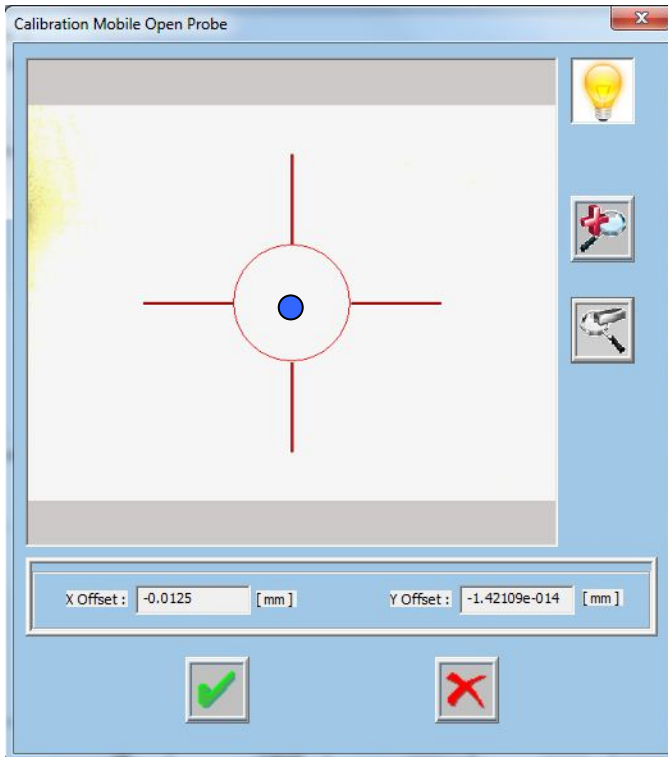 Calibration Mobile Open Probe
X Offset : -0.0125 [ mm ] Y Offset : -1.42109e-014 [ mm ]